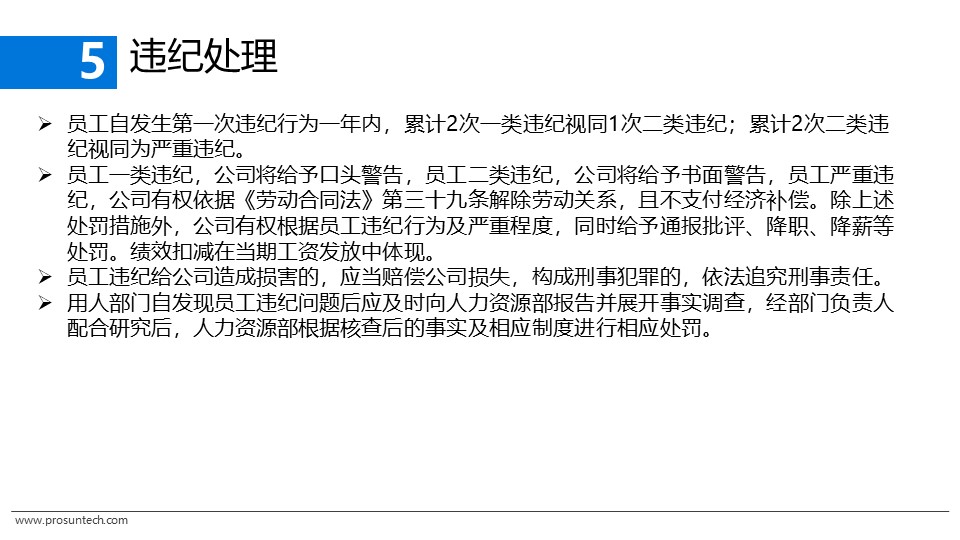 5 违纪处理
➢ 员工自发生第一次违纪行为一年内，累计2次一类违纪视同1次二类违纪；累计2次二类违
纪视同为严重违纪。
➢ 员工一类违纪，公司将给予口头警告，员工二类违纪，公司将给予书面警告，员工严重违
纪，公司有权依据《劳动合同法》第三十九条解除劳动关系，且不支付经济补偿。除上述
处罚措施外，公司有权根据员工违纪行为及严重程度，同时给予通报批评、降职、降薪等
处罚。绩效扣减在当期工资发放中体现。
➢ 员工违纪给公司造成损害的，应当赔偿公司损失，构成刑事犯罪的，依法追究刑事责任。
➢ 用人部门自发现员工违纪问题后应及时向人力资源部报告并展开事实调查，经部门负责人
配合研究后，人力资源部根据核查后的事实及相应制度进行相应处罚。
www.prosuntech.com